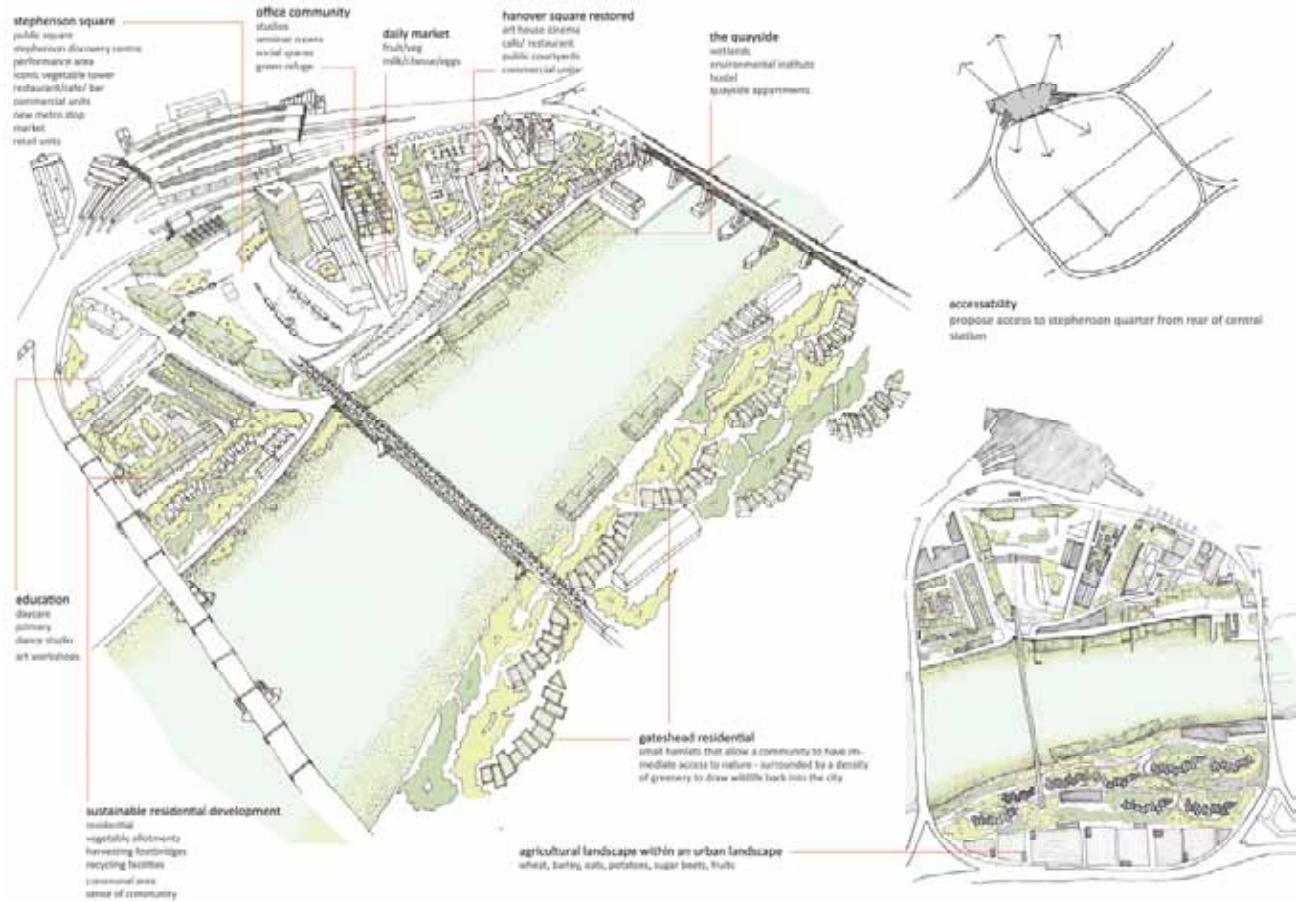 stephenson square
public square
stephenson discovery centre
performance area
iconic vegetable tower
restaurant/cafe/ bar
commercial units
new metro stop
market
retail units
office community
studios
seminar rooms
social spaces
green refuge
daily market
fruit/veg
milk/cheese/eggs
hanover square restored
art house cinema
cafe/ restaurant
public courtyards
commercial units
the quayside
wetlands
environmental institute
hostel
quayside appartments
accessability
propose access to stephenson quarter from rear of central
station
education
daycare
primary
dance studio
art workshops
gateshead residential
small hamlets that allow a community to have im-
mediate access to nature - surrounded by a density
of greenery to draw wildlife back into the city
sustainable residential development
residential
vegetable allotments
harvesting footbridges
recycling facilities
communal area
sense of community
agricultural landscape within an urban landscape
wheat, barley, oats, potatoes, sugar beets, fruits